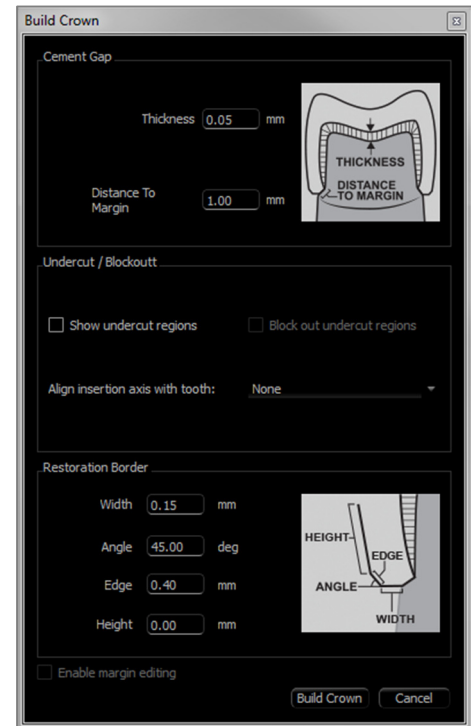 Build Crown
Cement Gap
Thickness 0.05 mm
Distance To
Margin 1.00 mm
THICKNESS
DISTANCE
TO MARGIN
Undercut / Blockoutt
Show undercut regions Block out undercut regions
Align insertion axis with tooth: None
Restoration Border
Width 0.15 mm
Angle 45.00 deg
Edge 0.40 mm
Height 0.00 mm
HEIGHT
EDGE
ANGLE
WIDTH
Enable margin editing
Build Crown Cancel